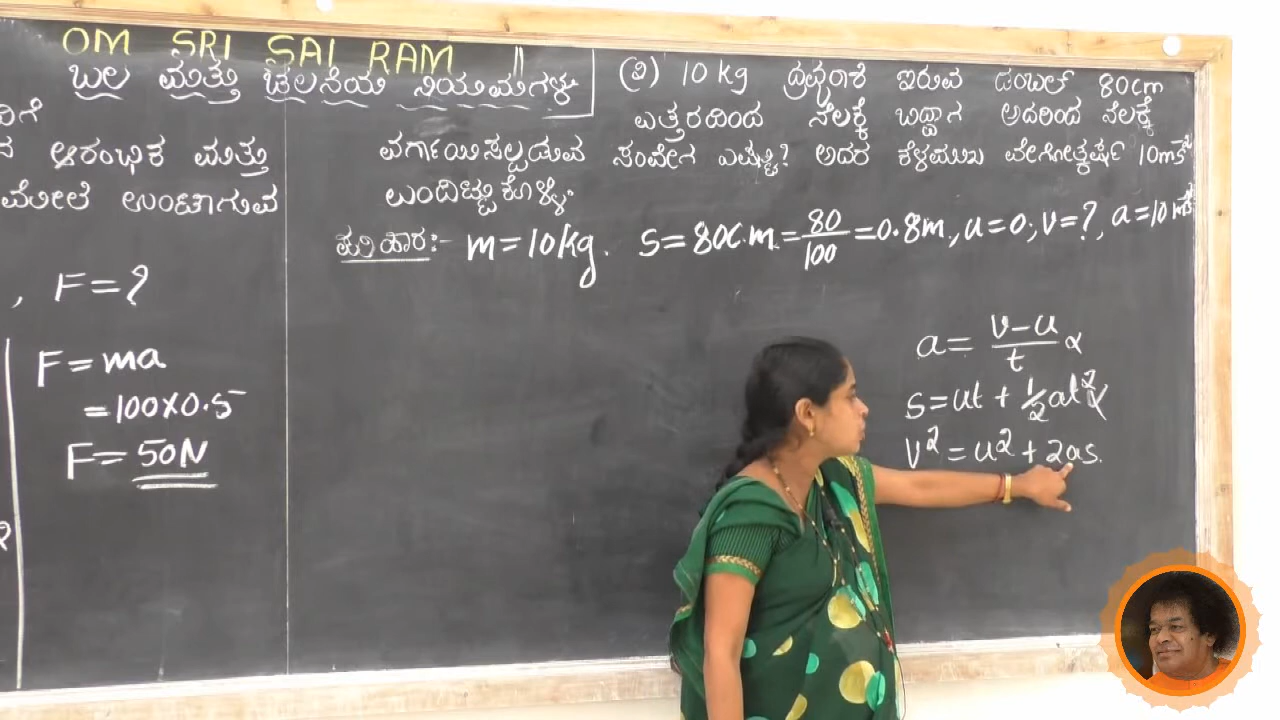 OM SRI SAI RAM ||
ಬಲ ಮತ್ತು ಚಲನೆಯ ನಿಯಮಗಳು
ರಿಗೆ
ಆರಂಭಿಕ ಮತ್ತು
ಮೇಲೆ ಉಂಟಾಗುವ
, F=?
F=ma
=100×0.5
F=50N
10 kg ದ್ರವ್ಯರಾಶಿ ಇರುವ ಡಂಬಲ್ 80cm
ಎತ್ತರದಿಂದ ನೆಲಕ್ಕೆ ಬಿದ್ದಾಗ ಅದರಿಂದ ನೆಲಕ್ಕೆ
ವರ್ಗಾಯಿಸಲ್ಪಡುವ ಸಂವೇಗ ಎಷ್ಟು? ಅದರ ಕೆಳಮುಖ ವೇಗೋತ್ಕರ್ಷ 10ms⁻²
ಪರಿಹಾರ:- m=10kg. S=80c.m=80/100=0.8m, u=0, v=?, a=10ms⁻²
a= v-u/t ×
s=ut+1/2at² ×
v²=u²+2as.